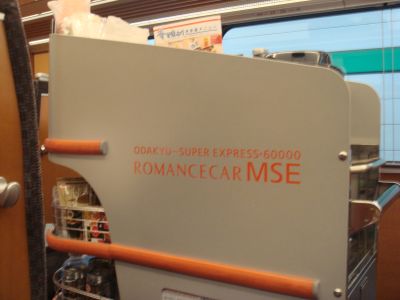 ODAKYU-SUPER EXPRESS·60000
ROMANCECAR MSE